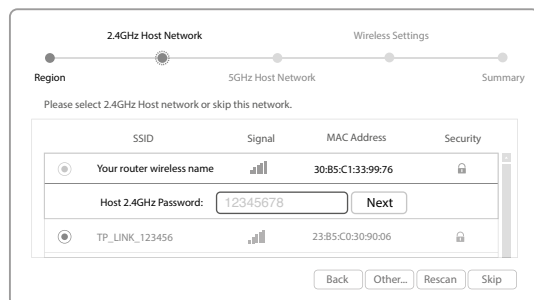 2.4GHz Host Network Wireless Settings
Region 5GHz Host Network Summary
Please select 2.4GHz Host network or skip this network.
SSID Signal MAC Address Security
Your router wireless name 30:B5:C1:33:99:76
Host 2.4GHz Password: 12345678 Next
TP_LINK_123456 23:B5:C0:30:90:06
Back Other... Rescan Skip